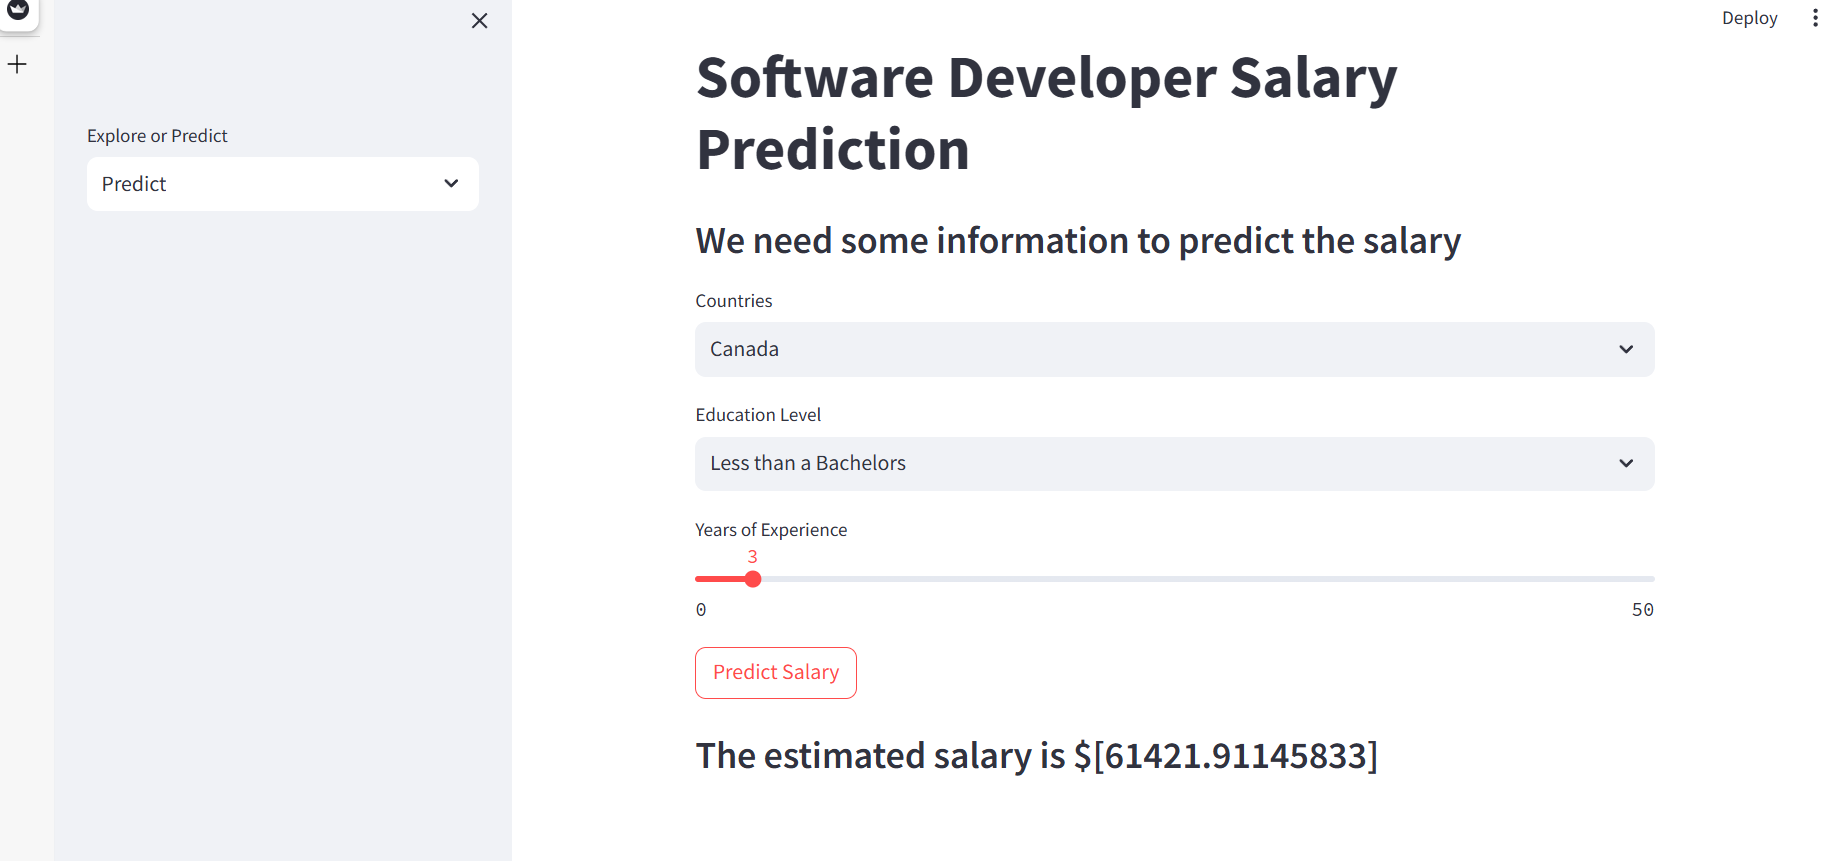 Deploy
Explore or Predict
Predict
Software Developer Salary
Prediction
We need some information to predict the salary
Countries
Canada
Education Level
Less than a Bachelors
Years of Experience
3
0 50
Predict Salary
The estimated salary is $[61421.91145833]